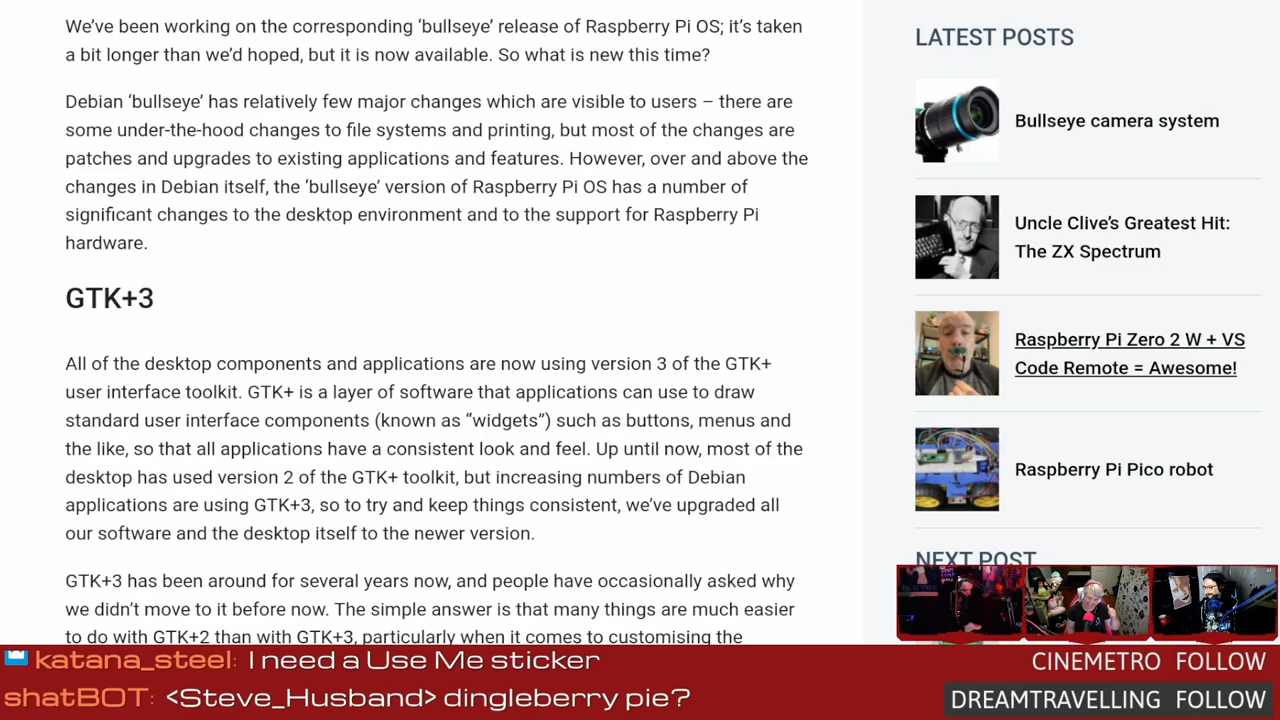 We’ve been working on the corresponding ‘bullseye’ release of Raspberry Pi OS; it’s taken
a bit longer than we’d hoped, but it is now available. So what is new this time?
Debian ‘bullseye’ has relatively few major changes which are visible to users – there are
some under-the-hood changes to file systems and printing, but most of the changes are
patches and upgrades to existing applications and features. However, over and above the
changes in Debian itself, the ‘bullseye’ version of Raspberry Pi OS has a number of
significant changes to the desktop environment and to the support for Raspberry Pi
hardware.
GTK+3
All of the desktop components and applications are now using version 3 of the GTK+
user interface toolkit. GTK+ is a layer of software that applications can use to draw
standard user interface components (known as “widgets”) such as buttons, menus and
the like, so that all applications have a consistent look and feel. Up until now, most of the
desktop has used version 2 of the GTK+ toolkit, but increasing numbers of Debian
applications are using GTK+3, so to try and keep things consistent, we’ve upgraded all
our software and the desktop itself to the newer version.
GTK+3 has been around for several years now, and people have occasionally asked why
we didn’t move to it before now. The simple answer is that many things are much easier
to do with GTK+2 than with GTK+3, particularly when it comes to customising the
LATEST POSTS
Bullseye camera system
Uncle Clive’s Greatest Hit:
The ZX Spectrum
Raspberry Pi Zero 2 W + VS
Code Remote = Awesome!
Raspberry Pi Pico robot
NEXT POST
katana_steel: I need a Use Me sticker
shatBOT: <Steve_Husband> dingleberry pie?
CINEMETRO FOLLOW
DREAMTRAVELLING FOLLOW